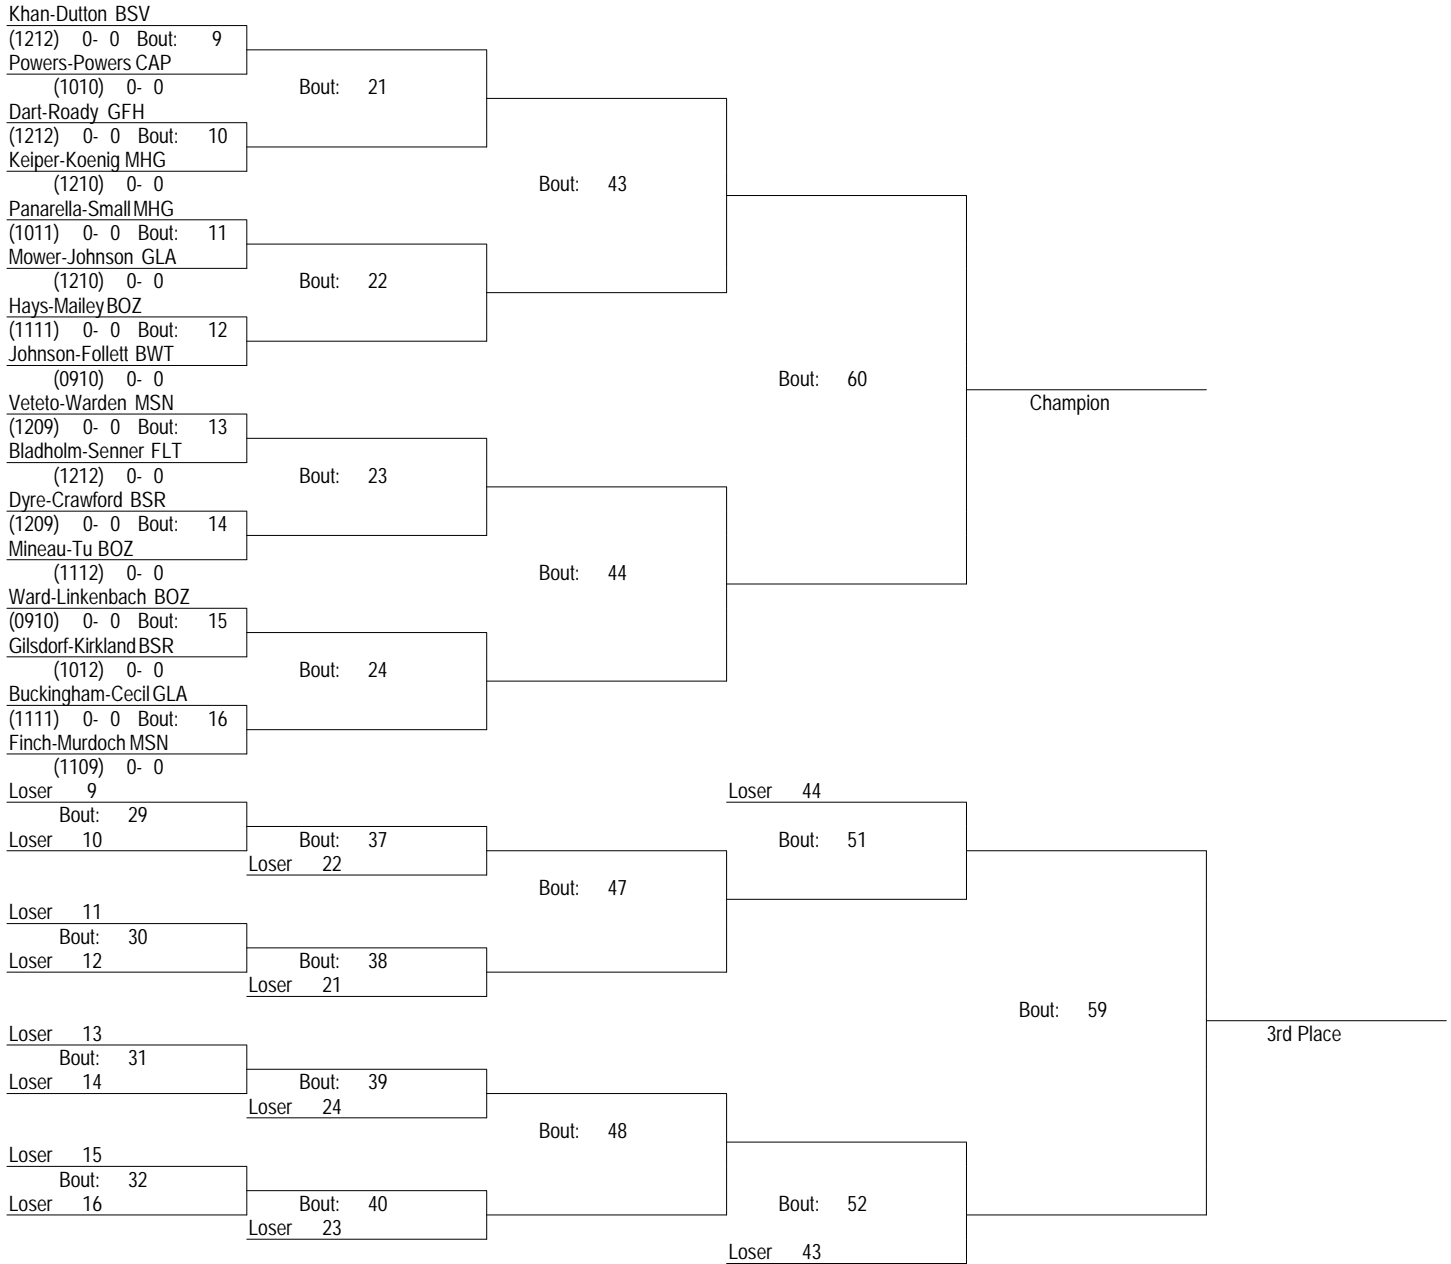 Khan-Dutton BSV
(1212) 0- 0 Bout: 9
Powers-Powers CAP
(1010) 0- 0
Bout: 21
Dart-Roady GFH
(1212) 0- 0 Bout: 10
Keiper-Koenig MHG
(1210) 0- 0
Bout: 43
Panarella-Small MHG
(1011) 0- 0 Bout: 11
Mower-Johnson GLA
(1210) 0- 0
Bout: 22
Hays-Mailey BOZ
(1111) 0- 0 Bout: 12
Johnson-Follett BWT
(0910) 0- 0
Bout: 60
Champion
Veteto-Warden MSN
(1209) 0- 0 Bout: 13
Bladholm-Senner FLT
(1212) 0- 0
Bout: 23
Dyre-Crawford BSR
(1209) 0- 0 Bout: 14
Mineau-Tu BOZ
(1112) 0- 0
Bout: 44
Ward-Linkenbach BOZ
(0910) 0- 0 Bout: 15
Gilsdorf-Kirkland BSR
(1012) 0- 0
Bout: 24
Buckingham-Cecil GLA
(1111) 0- 0 Bout: 16
Finch-Murdoch MSN
(1109) 0- 0
Loser 9
Bout: 29
Loser 10
Bout: 37
Loser 22
Loser 44
Bout: 51
Bout: 47
Loser 11
Bout: 30
Loser 12
Bout: 38
Loser 21
Bout: 59
3rd Place
Loser 13
Bout: 31
Loser 14
Bout: 39
Loser 24
Bout: 48
Loser 15
Bout: 32
Loser 16
Bout: 40
Loser 23
Bout: 52
Loser 43